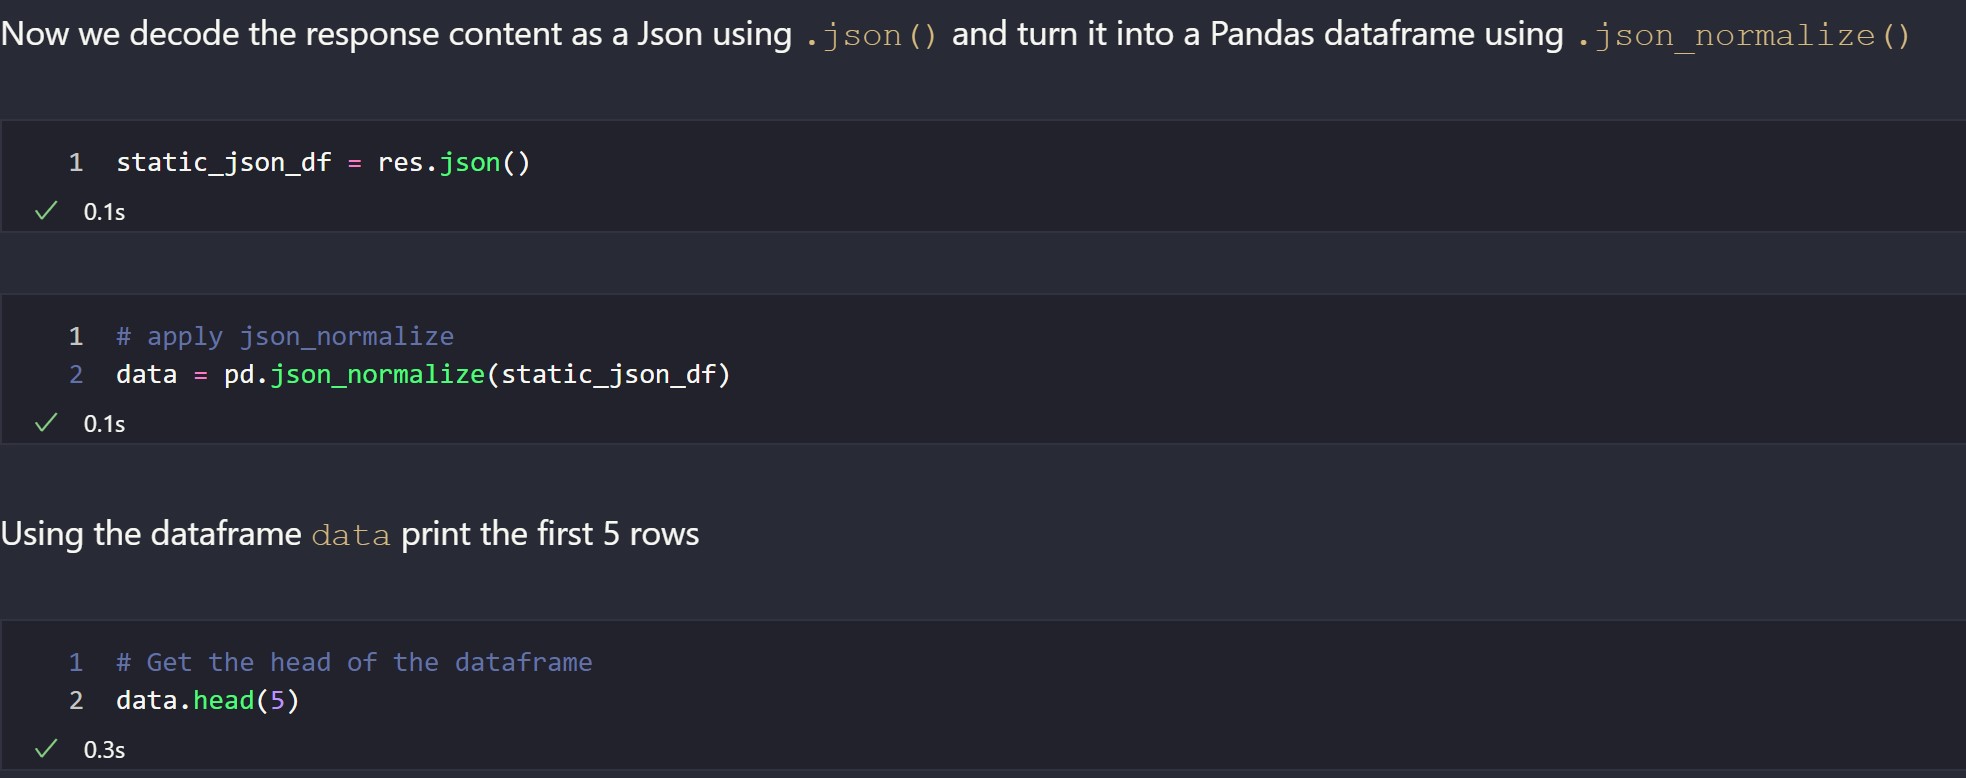 Now we decode the response content as a Json using .json() and turn it into a Pandas dataframe using .json_normalize()
1 static_json_df = res.json()
✓ 0.1s
1 # apply json_normalize
2 data = pd.json_normalize(static_json_df)
✓ 0.1s
Using the dataframe data print the first 5 rows
1 # Get the head of the dataframe
2 data.head(5)
✓ 0.3s